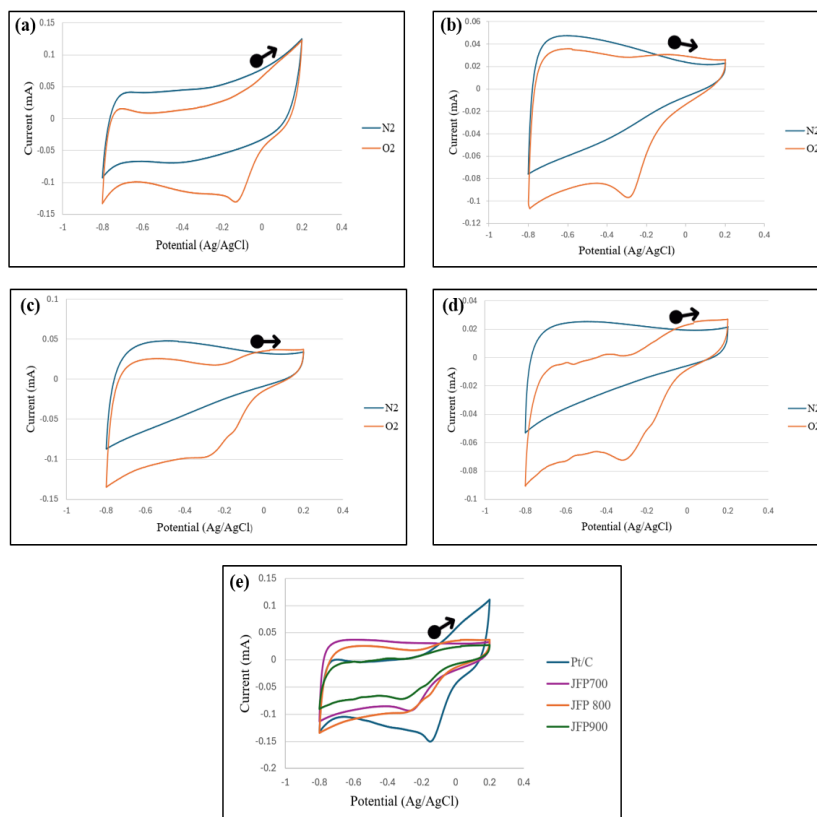 (a)
0.15
0.1
0.05
0
-0.05
-0.1
-0.15
Current (mA)
-1 -0.8 -0.6 -0.4 -0.2 0 0.2 0.4
Potential (Ag/AgCl)
N2
O2
(b)
0.06
0.04
0.02
0
-0.02
-0.04
-0.06
-0.08
-0.1
-0.12
Current (mA)
-1 -0.8 -0.6 -0.4 -0.2 0 0.2 0.4
Potential (Ag/AgCl)
N2
O2
(c)
0.1
0.05
0
-0.05
-0.1
-0.15
Current (mA)
-1 -0.8 -0.6 -0.4 -0.2 0 0.2 0.4
Potential (Ag/AgCl)
N2
O2
(d)
0.04
0.02
0
-0.02
-0.04
-0.06
-0.08
-0.1
Current (mA)
-1 -0.8 -0.6 -0.4 -0.2 0 0.2 0.4
Potential (Ag/AgCl)
N2
O2
(e)
0.15
0.1
0.05
0
-0.05
-0.1
-0.15
-0.2
Current (mA)
-1 -0.8 -0.6 -0.4 -0.2 0 0.2 0.4
Potential (Ag/AgCl)
Pt/C
JFP700
JFP 800
JFP900